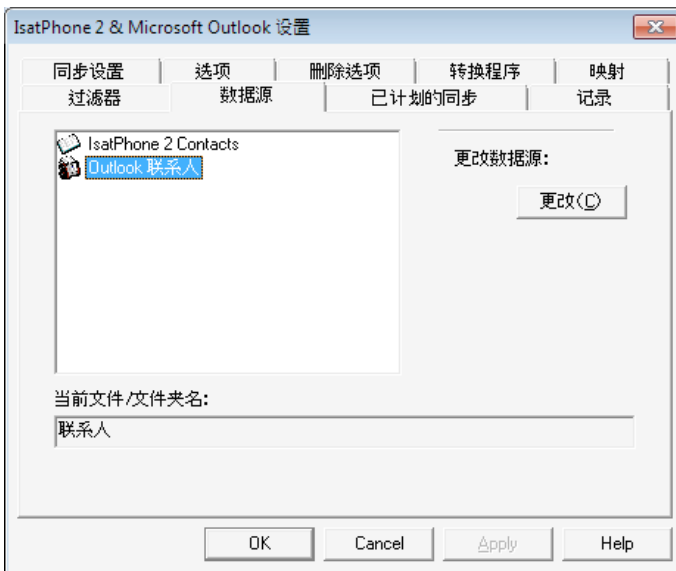 IsatPhone 2 & Microsoft Outlook 设置
同步设置 选项 删除选项 转换程序 映射
过滤器 数据源 已计划的同步 记录
IsatPhone 2 Contacts
Outlook 联系人
更改数据源:
更改(C)
当前文件/文件夹名:
联系人
OK Cancel Apply Help